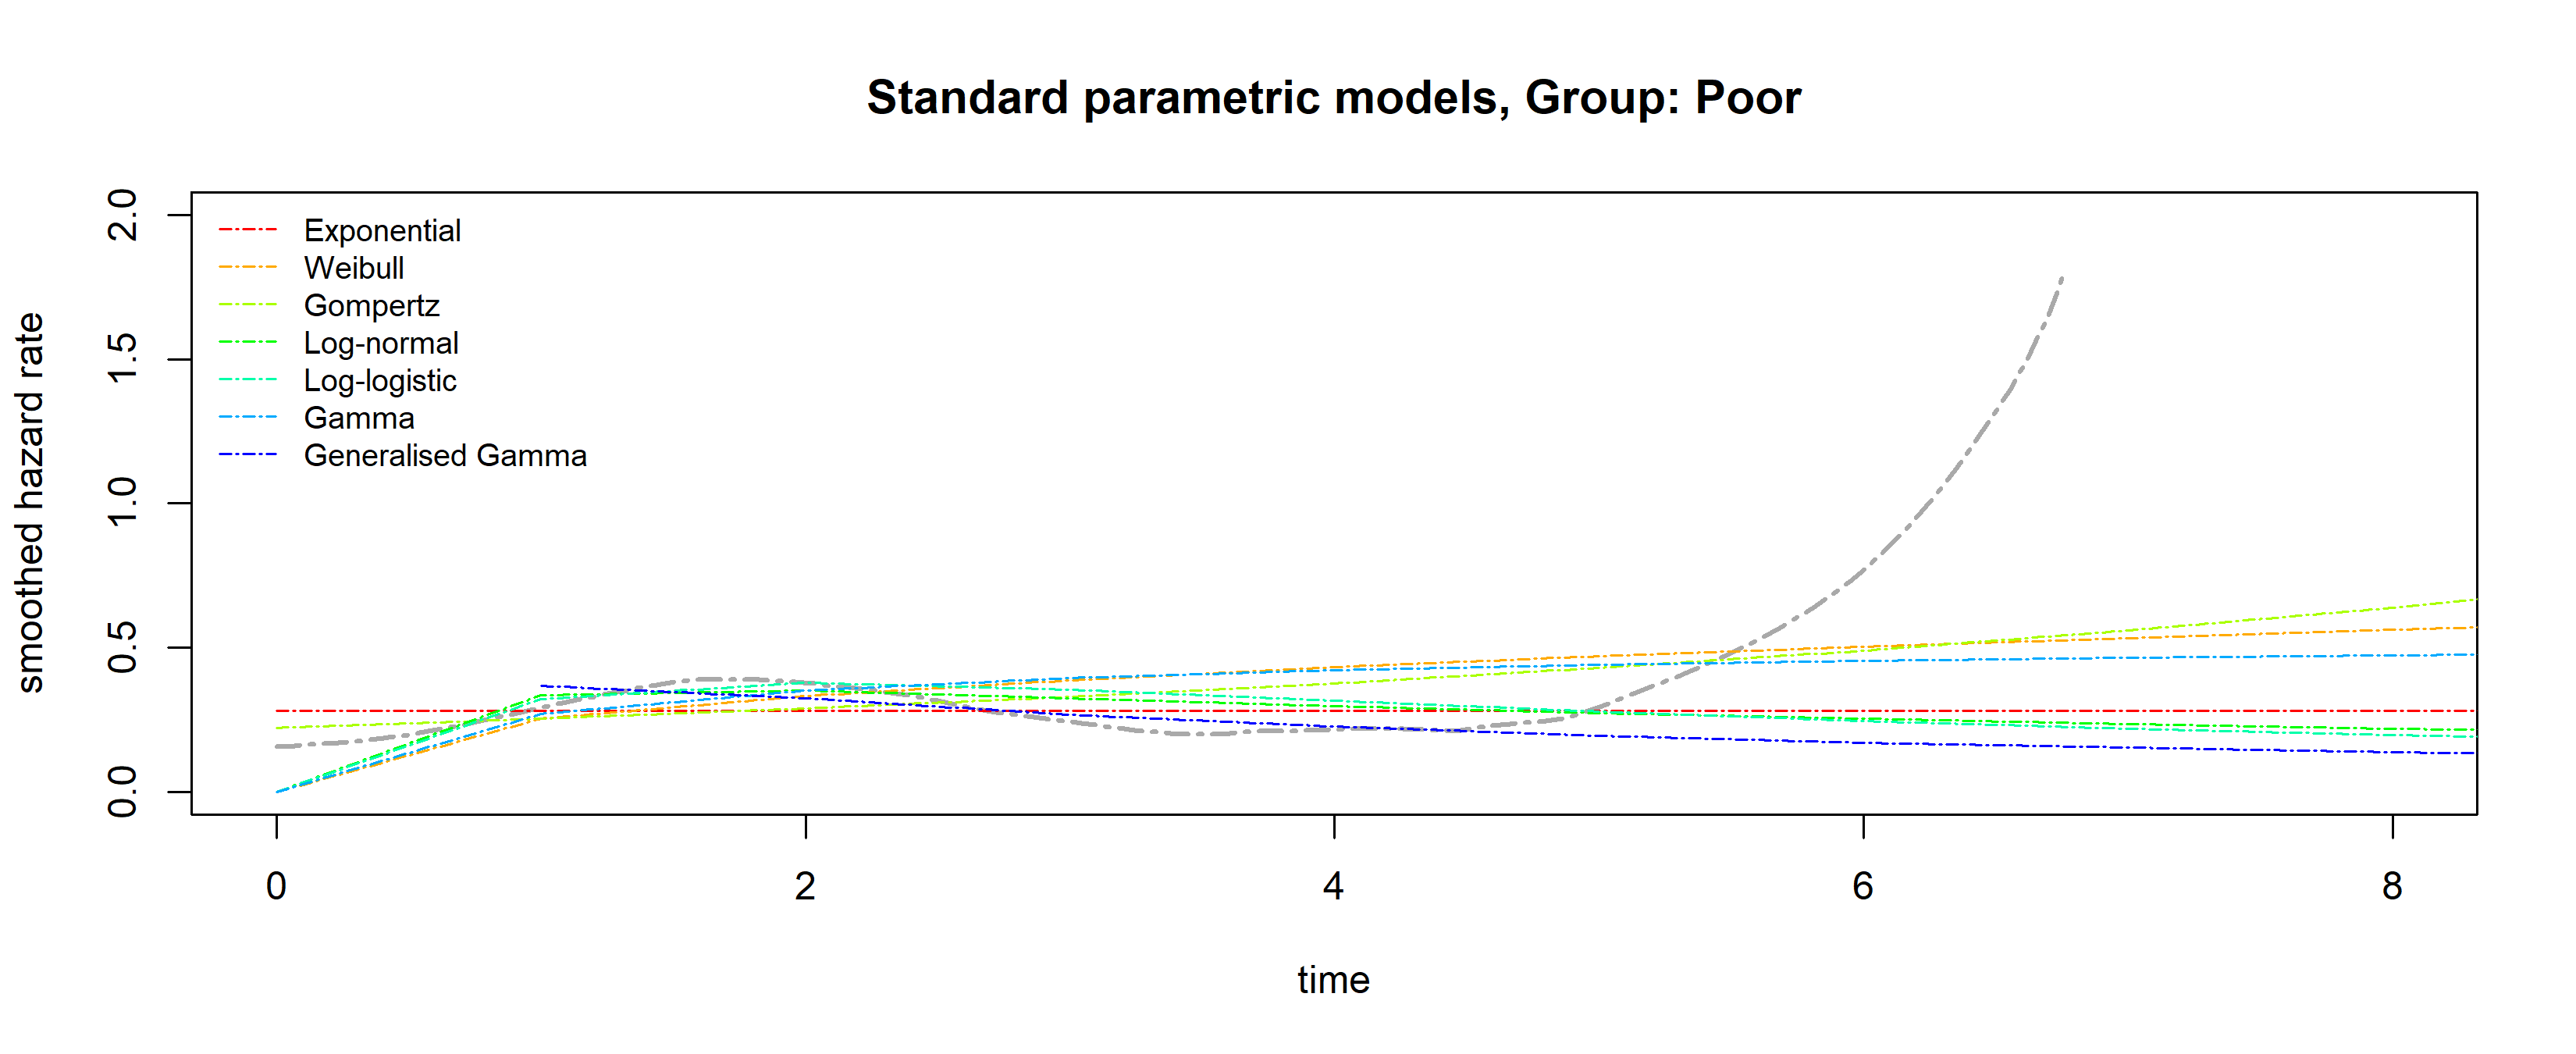 Standard parametric models, Group: Poor
smoothed hazard rate
2.0
1.5
1.0
0.5
0.0
Exponential
Weibull
Gompertz
Log-normal
Log-logistic
Gamma
Generalised Gamma
0 2 4 6 8
time